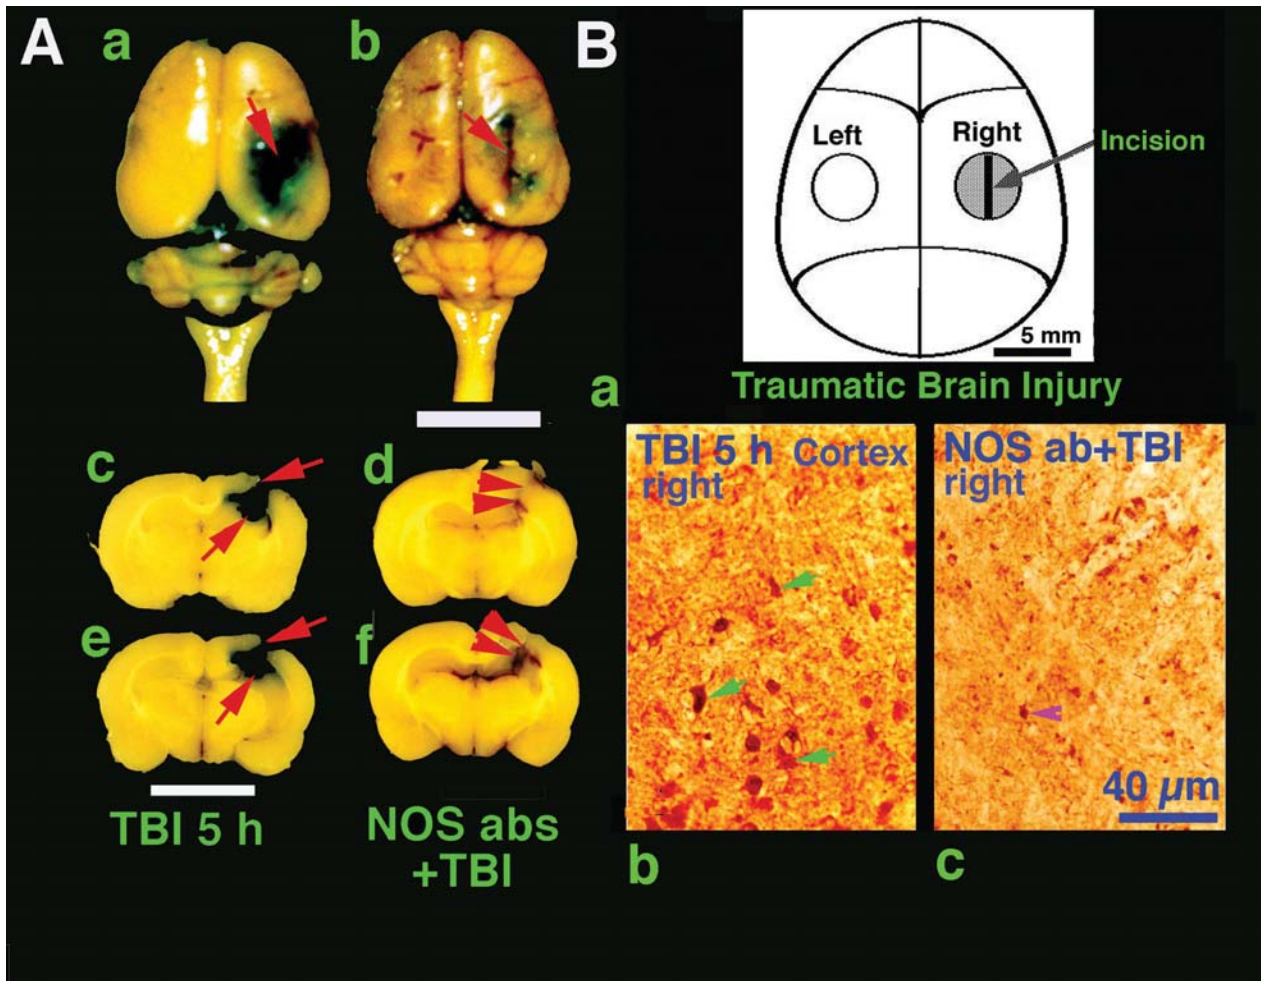 A
a
b
B
Left
Right
Incision
5 mm
a
Traumatic Brain Injury
c
d
e
f
TBI 5 h
NOS abs
+TBI
TBI 5 h Cortex
right
NOS ab+TBI
right
40 µm
b
c